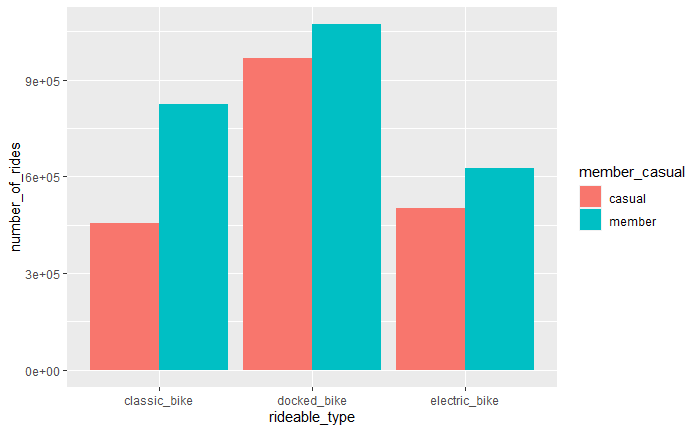 number_of_rides
9e+05
6e+05
3e+05
0e+00
classic_bike docked_bike electric_bike
rideable_type
member_casual
casual
member